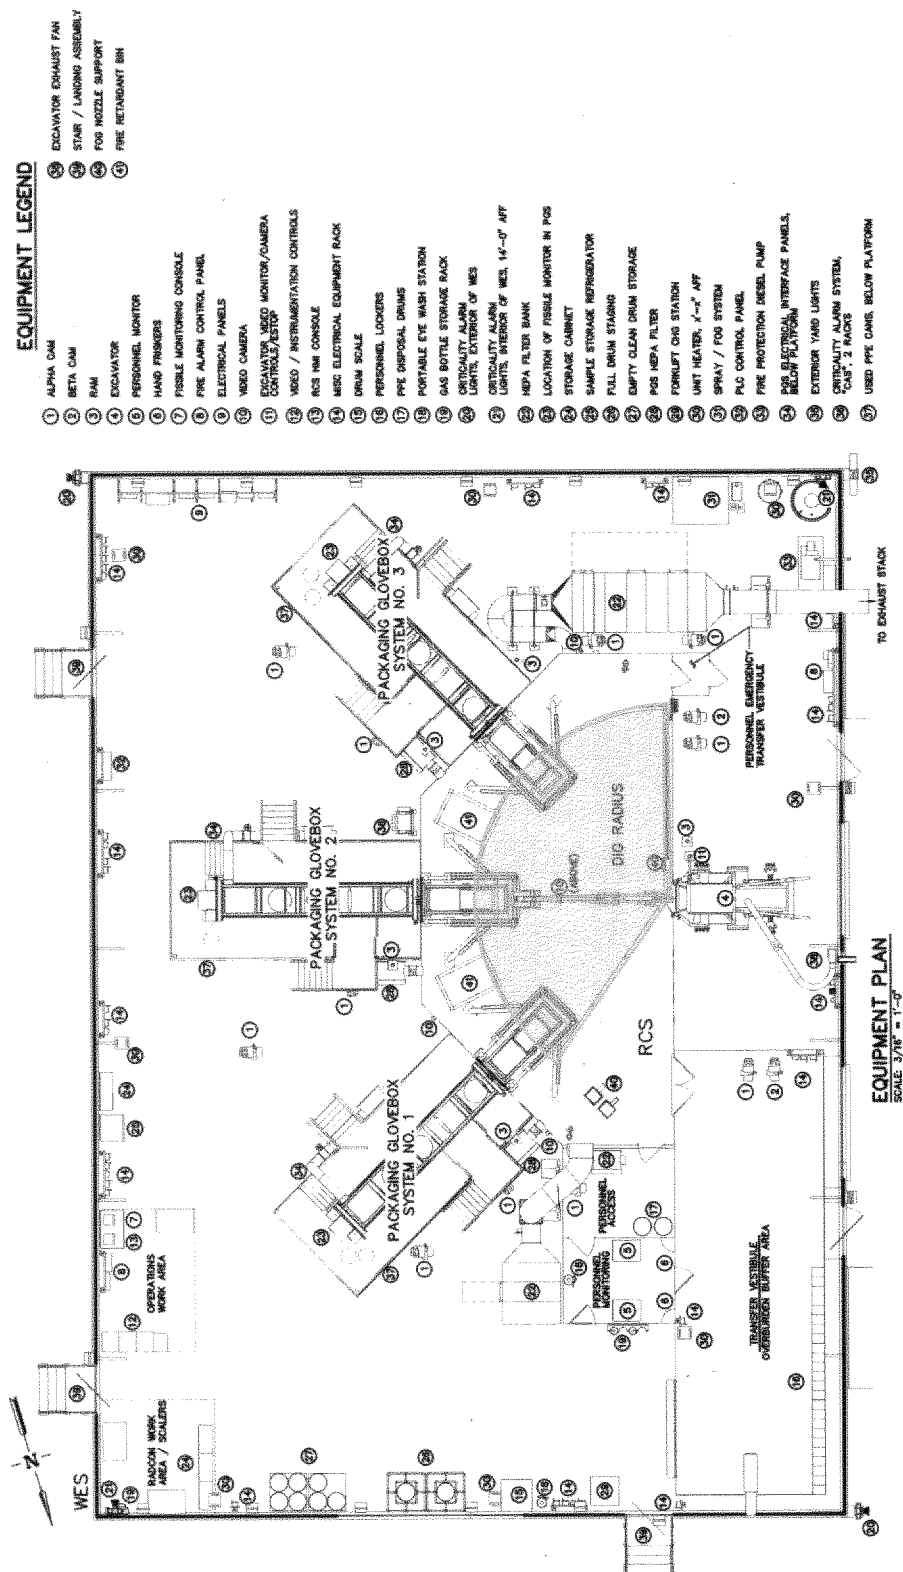 EQUIPMENT LEGEND
1 ALPHA CAM
2 BETA CAM
3 RAM
4 EXCAVATOR
5 PERSONNEL MONITOR
6 HAND FRISKERS
7 FISSILE MONITORING CONSOLE
8 FIRE ALARM CONTROL PANEL
9 ELECTRICAL PANELS
10 VIDEO CAMERA
11 EXCAVATOR VIDEO MONITOR/CAMERA
CONTROLS/ESTOP
12 VIDEO / INSTRUMENTATION CONTROLS
13 RCS HMI CONSOLE
14 MISC ELECTRICAL EQUIPMENT RACK
15 DRUM SCALE
16 PERSONNEL LOCKERS
17 PPE DISPOSAL DRUMS
18 PORTABLE EYE WASH STATION
19 GAS BOTTLE STORAGE RACK
20 CRITICALITY ALARM
LIGHTS, EXTERIOR OF WES
21 CRITICALITY ALARM
LIGHTS, INTERIOR OF WES, 14'-0" AFF
22 HEPA FILTER BANK
23 LOCATION OF FISSILE MONITOR IN PGS
24 STORAGE CABINET
25 SAMPLE STORAGE REFRIGERATOR
26 FULL DRUM STAGING
27 EMPTY CLEAN DRUM STORAGE
28 PGS HEPA FILTER
29 FORKLIFT CHG STATION
30 UNIT HEATER, x'-x" AFF
31 SPRAY / FOG SYSTEM
32 PLC CONTROL PANEL
33 FIRE PROTECTION DIESEL PUMP
34 PGS ELECTRICAL INTERFACE PANELS,
BELOW PLATFORM
35 EXTERIOR YARD LIGHTS
36 CRITICALITY ALARM SYSTEM,
"CAS", 2 RACKS
37 USED PPE CANS, BELOW PLATFORM
38 EXCAVATOR EXHAUST FAN
39 STAIR / LANDING ASSEMBLY
40 FOG NOZZLE SUPPORT
41 FIRE RETARDANT BIN
N
WES
RADCON WORK
AREA / SCALERS
OPERATIONS
WORK AREA
PACKAGING GLOVEBOX
SYSTEM NO. 1
PACKAGING GLOVEBOX
SYSTEM NO. 2
PACKAGING GLOVEBOX
SYSTEM NO. 3
PERSONNEL
MONITORING
PERSONNEL
ACCESS
RCS
DIG RADIUS
(ABOVE)
PERSONNEL EMERGENCY
TRANSFER VESTIBULE
TRANSFER VESTIBULE
OVERBURDEN BUFFER AREA
TO EXHAUST STACK
EQUIPMENT PLAN
SCALE: 3/16" = 1'-0"